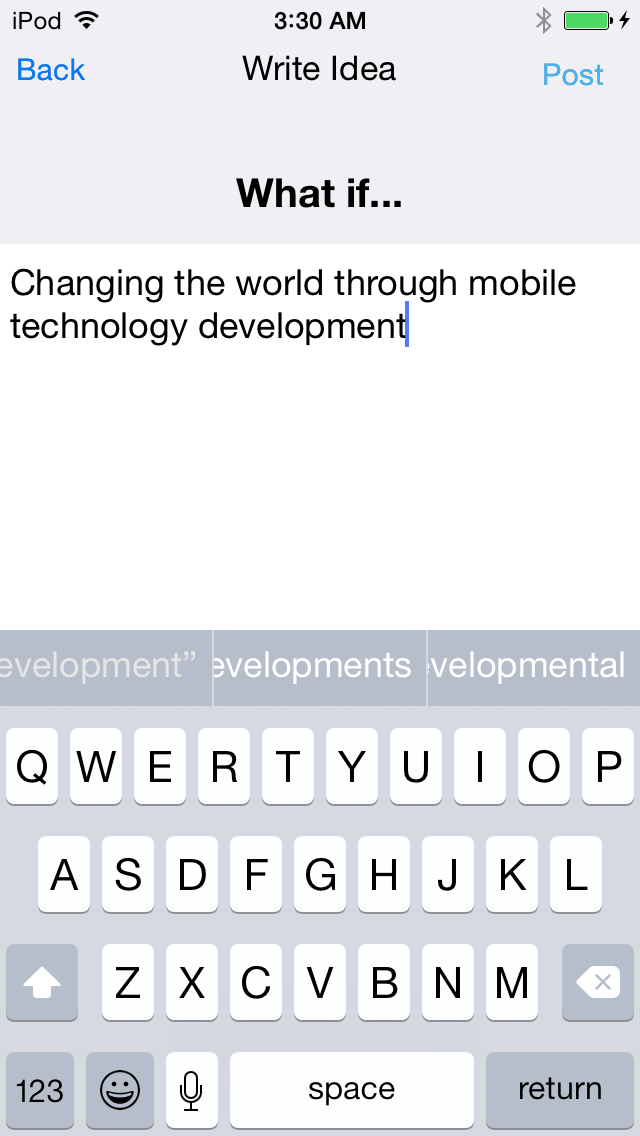 iPod 3:30 AM
Back Write Idea Post
What if...
Changing the world through mobile
technology development
evelopment” evelopments velopmental
Q W E R T Y U I O P
A S D F G H J K L
Z X C V B N M
123 space return